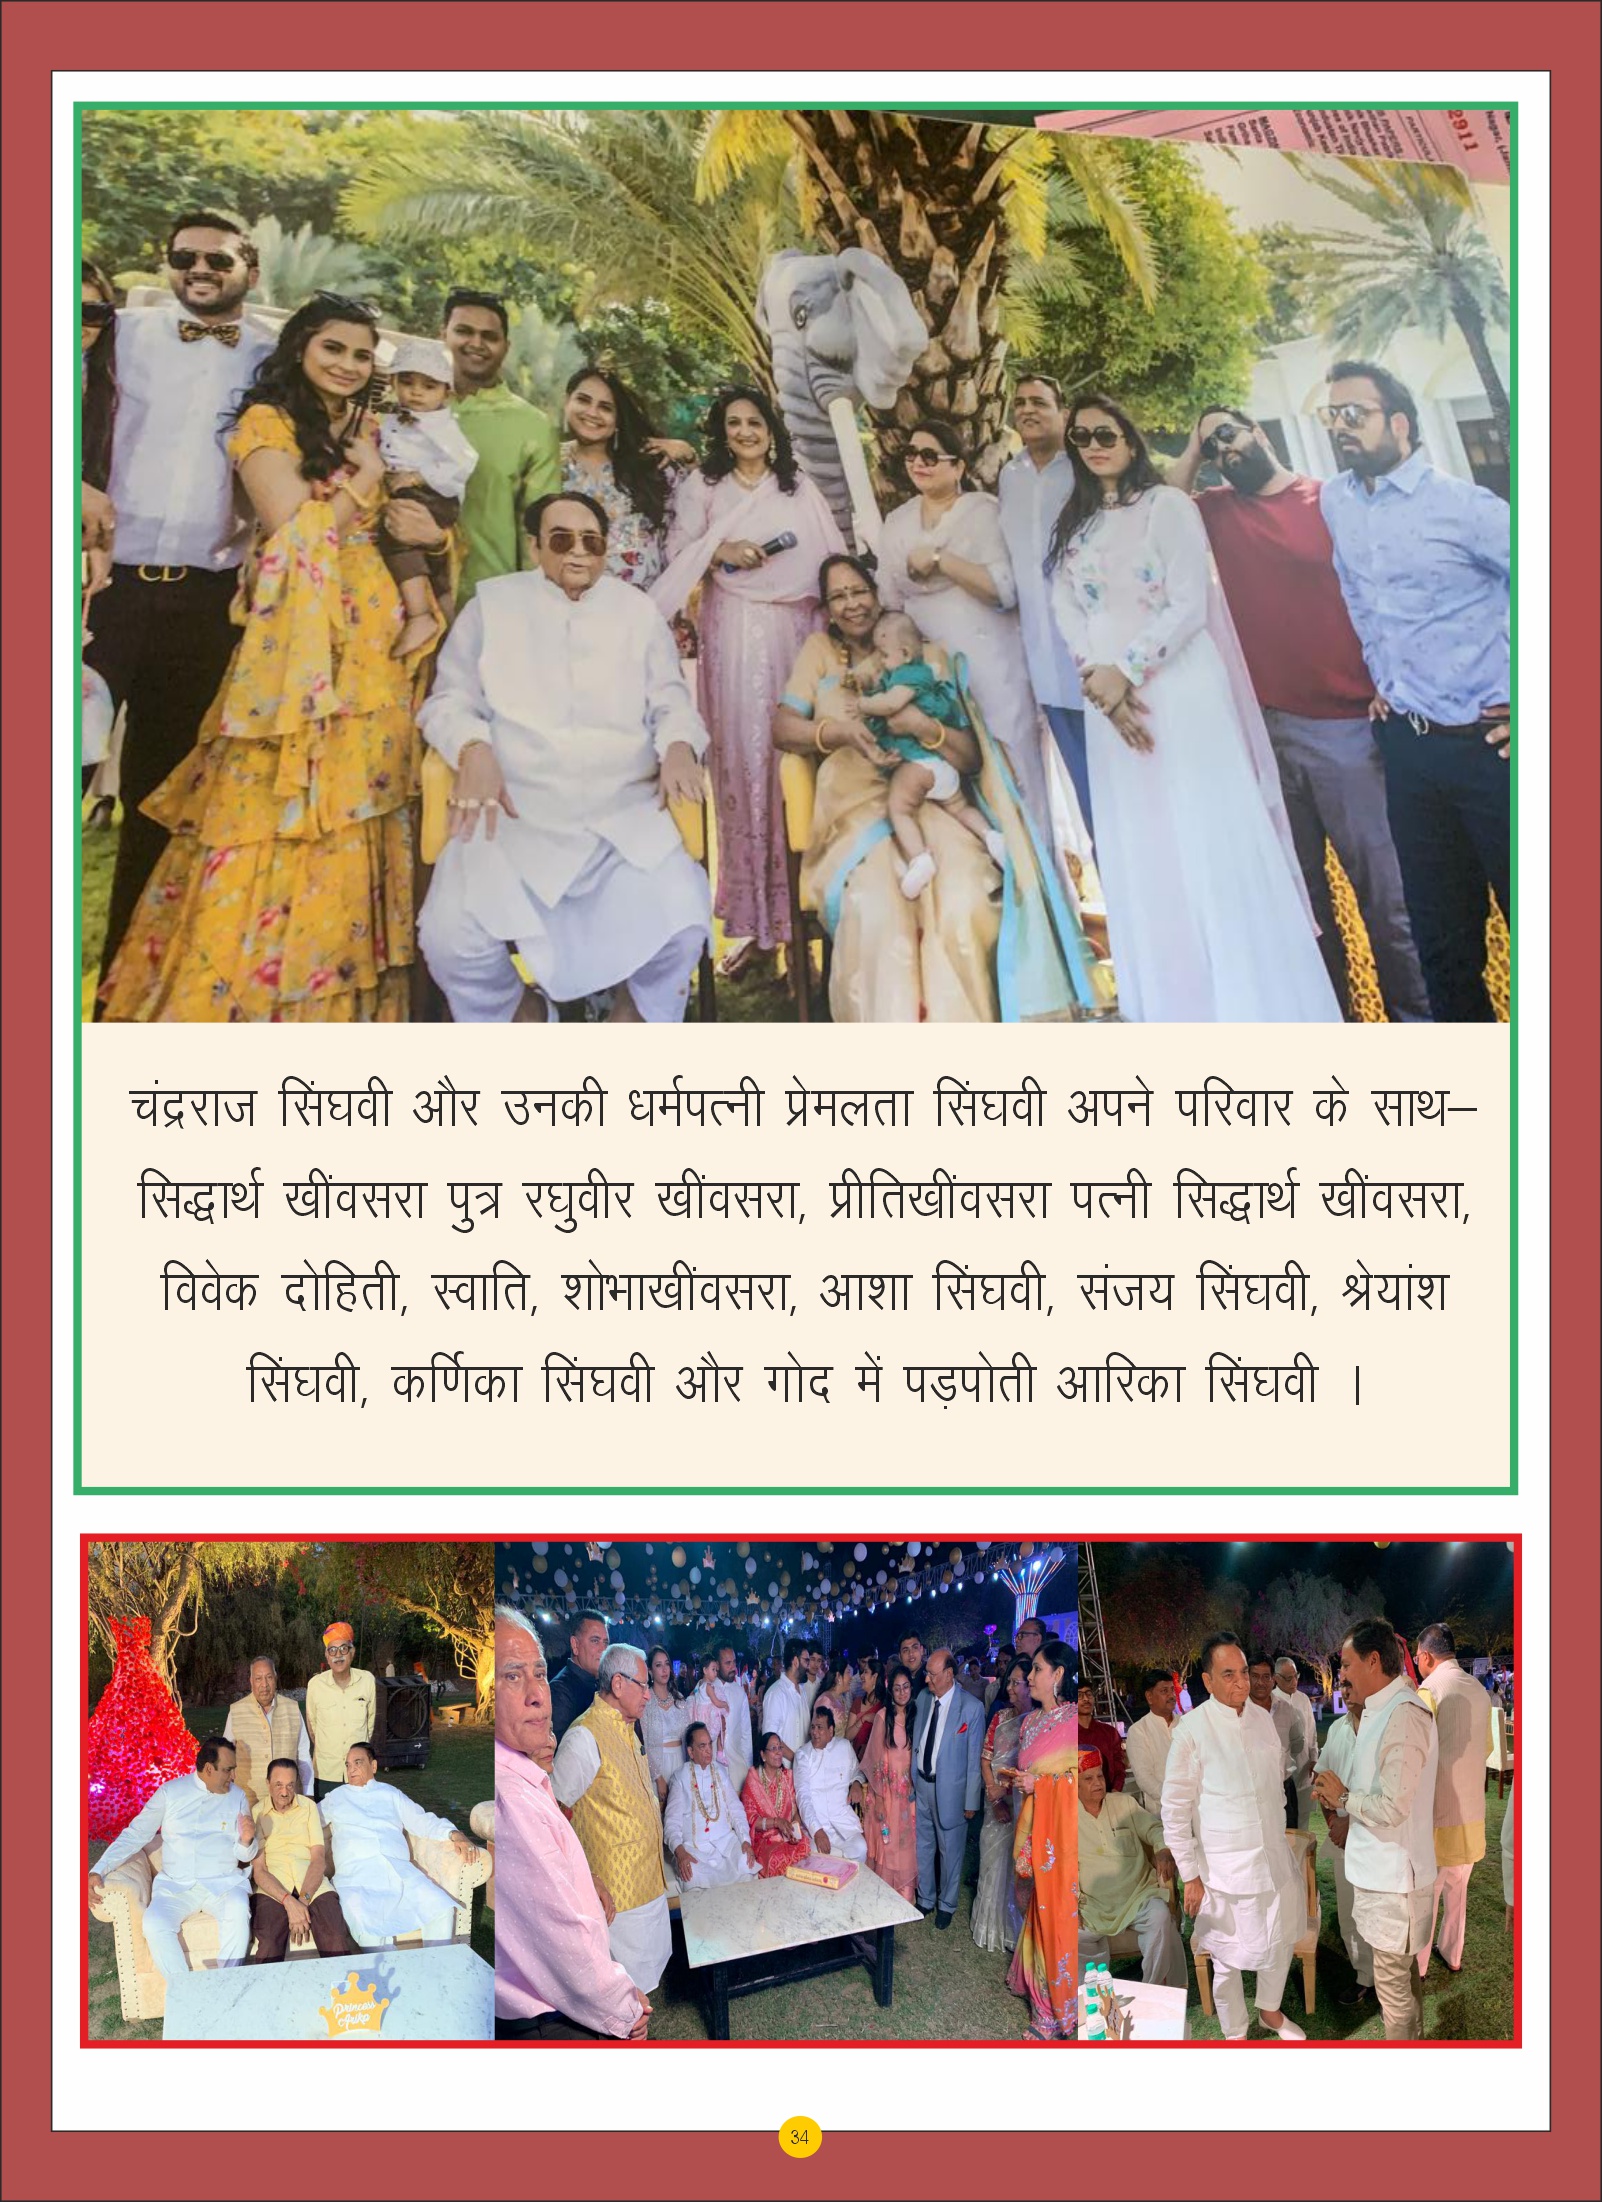 2911
चंद्रराज सिंघवी और उनकी धर्मपत्नी प्रेमलता सिंघवी अपने परिवार के साथ–
सिद्धार्थ खींवसरा पुत्र रघुवीर खींवसरा, प्रीतिखींवसरा पत्नी सिद्धार्थ खींवसरा,
विवेक दोहिती, स्वाति, शोभाखींवसरा, आशा सिंघवी, संजय सिंघवी, श्रेयांश
सिंघवी, कर्णिका सिंघवी और गोद में पड़पोती आरिका सिंघवी ।
Princess
34